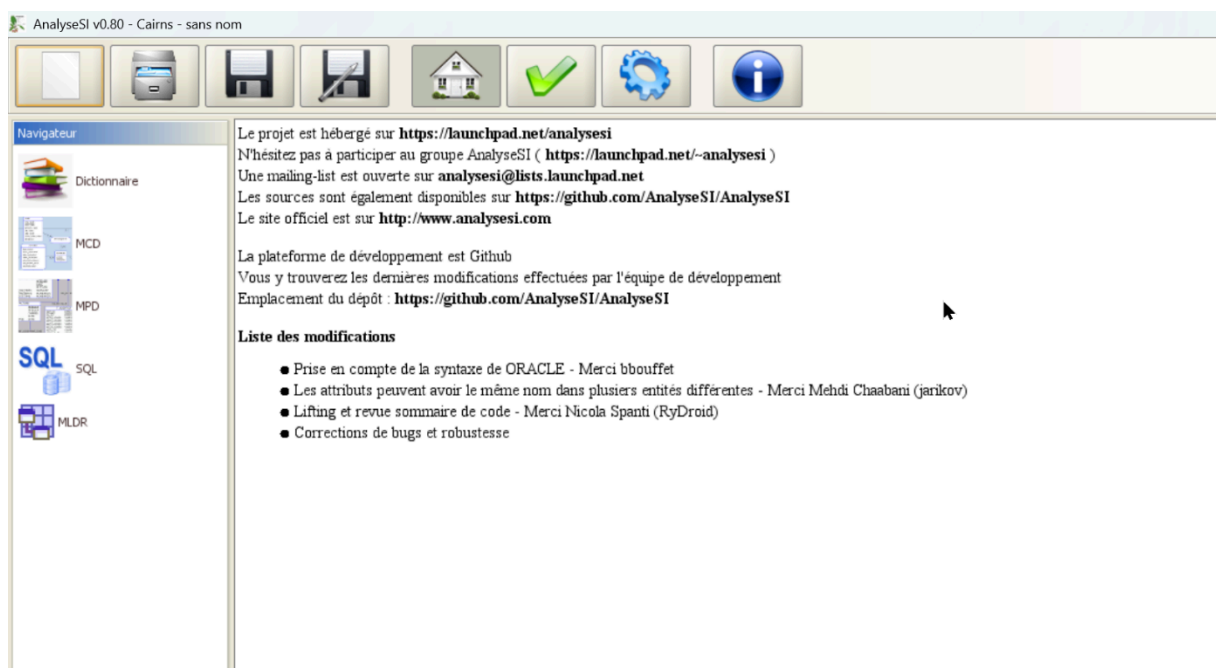 AnalyseSI v0.80 - Cairns - sans nom
Navigateur
Dictionnaire
MCD
MPD
SQL
SQL
MLDR
Le projet est hébergé sur https://launchpad.net/analysesi
N'hésitez pas à participer au groupe AnalyseSI ( https://launchpad.net/~analysesi )
Une mailing-list est ouverte sur analysesi@lists.launchpad.net
Les sources sont également disponibles sur https://github.com/AnalyseSI/AnalyseSI
Le site officiel est sur http://www.analysesi.com
La plateforme de développement est Github
Vous y trouverez les dernières modifications effectuées par l'équipe de développement
Emplacement du dépôt : https://github.com/AnalyseSI/AnalyseSI
Liste des modifications
● Prise en compte de la syntaxe de ORACLE - Merci bbouffet
● Les attributs peuvent avoir le même nom dans plusiers entités différentes - Merci Mehdi Chaabani (jarikov)
● Lifting et revue sommaire de code - Merci Nicola Spanti (RyDroid)
● Corrections de bugs et robustesse